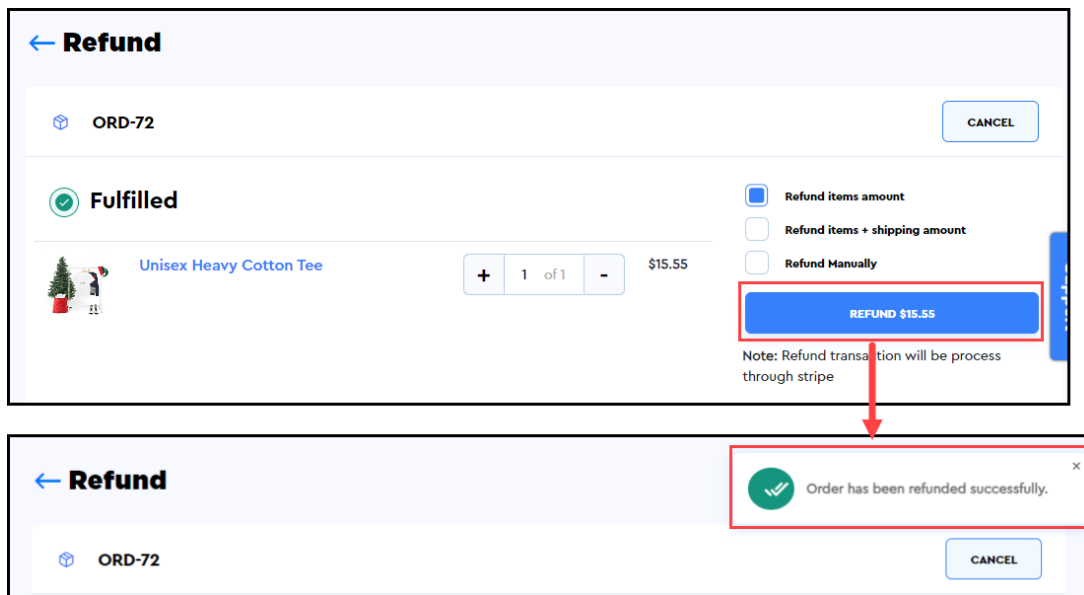 Refund
ORD-72
CANCEL
Fulfilled
Unisex Heavy Cotton Tee
+ 1 of 1 -
$15.55
Refund items amount
Refund items + shipping amount
Refund Manually
REFUND $15.55
Note: Refund transaction will be process
through stripe
Refund
Order has been refunded successfully.
×
ORD-72
CANCEL